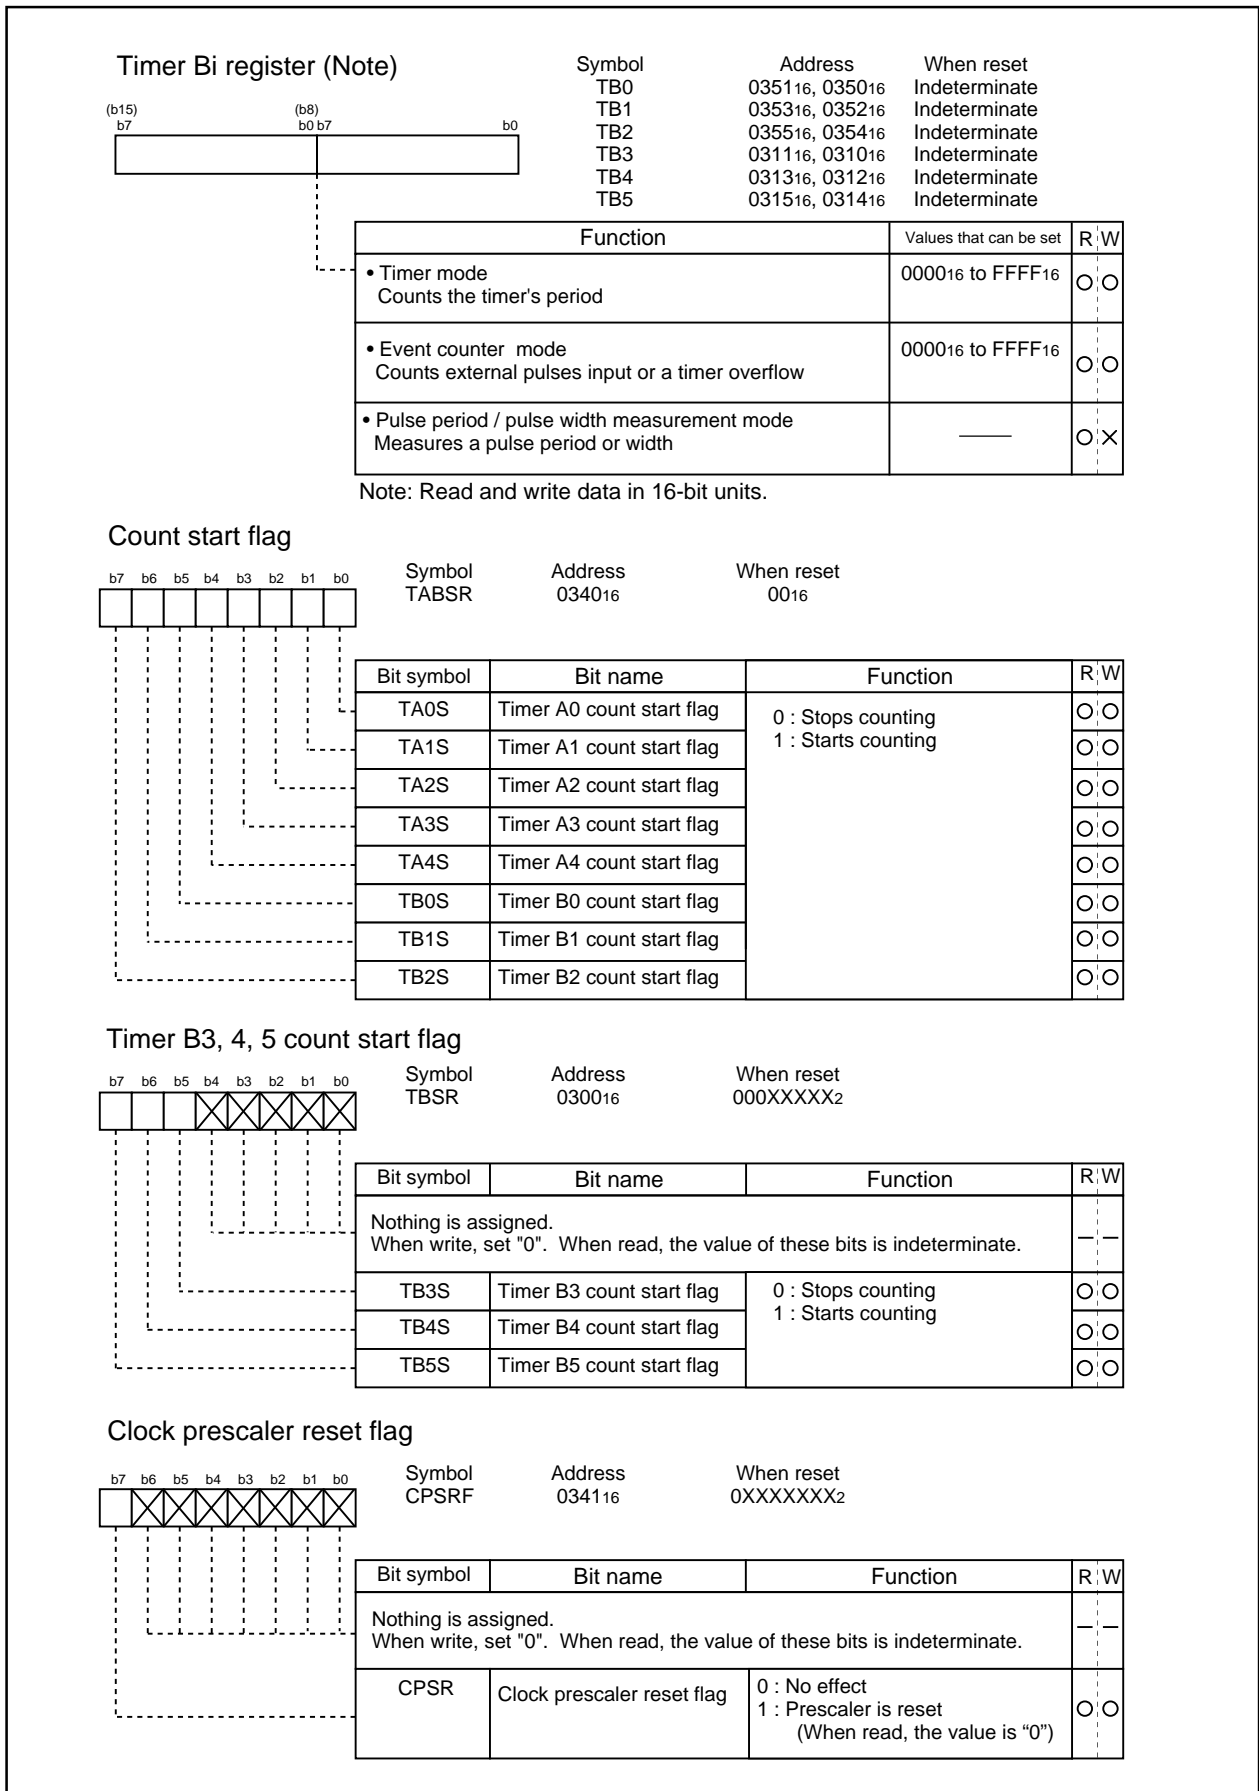 Timer Bi register (Note)
Symbol Address When reset
TB0 035116, 035016 Indeterminate
TB1 035316, 035216 Indeterminate
TB2 035516, 035416 Indeterminate
TB3 031116, 031016 Indeterminate
TB4 031316, 031216 Indeterminate
TB5 031516, 031416 Indeterminate
(b15) (b8)
b7 b0 b7 b0
Function Values that can be set R W
• Timer mode 000016 to FFFF16
Counts the timer's period
• Event counter mode 000016 to FFFF16
Counts external pulses input or a timer overflow
• Pulse period / pulse width measurement mode
Measures a pulse period or width
Note: Read and write data in 16-bit units.
Count start flag
b7 b6 b5 b4 b3 b2 b1 b0
Symbol Address When reset
TABSR 034016 0016
Bit symbol Bit name Function R W
TA0S Timer A0 count start flag 0 : Stops counting
1 : Starts counting
TA1S Timer A1 count start flag
TA2S Timer A2 count start flag
TA3S Timer A3 count start flag
TA4S Timer A4 count start flag
TB0S Timer B0 count start flag
TB1S Timer B1 count start flag
TB2S Timer B2 count start flag
Timer B3, 4, 5 count start flag
b7 b6 b5 b4 b3 b2 b1 b0
Symbol Address When reset
TBSR 030016 000XXXXX2
Bit symbol Bit name Function R W
Nothing is assigned.
When write, set "0". When read, the value of these bits is indeterminate.
TB3S Timer B3 count start flag 0 : Stops counting
1 : Starts counting
TB4S Timer B4 count start flag
TB5S Timer B5 count start flag
Clock prescaler reset flag
b7 b6 b5 b4 b3 b2 b1 b0
Symbol Address When reset
CPSRF 034116 0XXXXXXX2
Bit symbol Bit name Function R W
Nothing is assigned.
When write, set "0". When read, the value of these bits is indeterminate.
CPSR Clock prescaler reset flag 0 : No effect
1 : Prescaler is reset
(When read, the value is “0”)